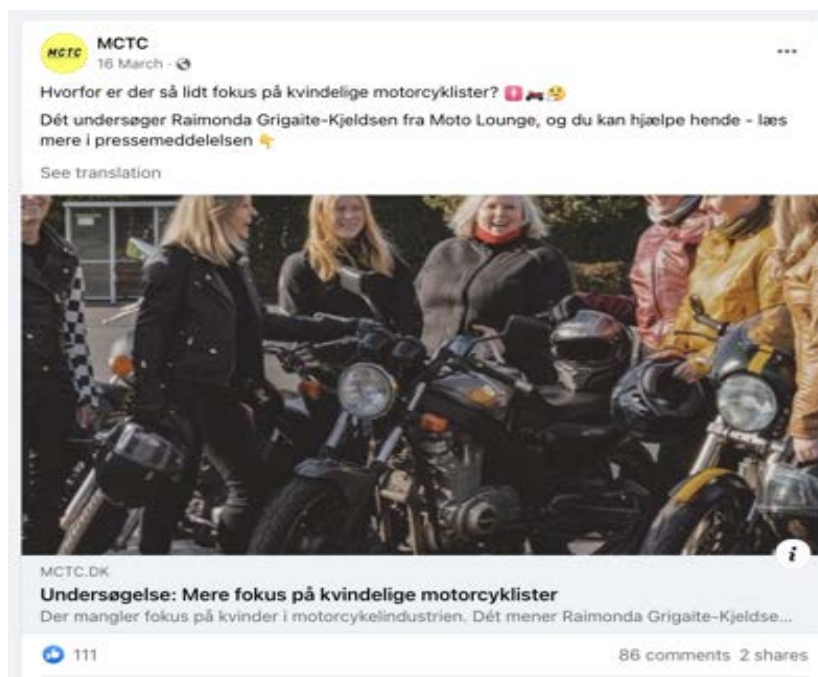 MCTC
MCTC
16 March ·
Hvorfor er der så lidt fokus på kvindelige motorcyklister? 🚺🏍️🤔
Dét undersøger Raimonda Grigaite-Kjeldsen fra Moto Lounge, og du kan hjælpe hende - læs
mere i pressemeddelelsen 👇
See translation
i
MCTC.DK
Undersøgelse: Mere fokus på kvindelige motorcyklister
Der mangler fokus på kvinder i motorcykelindustrien. Dét mener Raimonda Grigaite-Kjeldse...
111
86 comments 2 shares